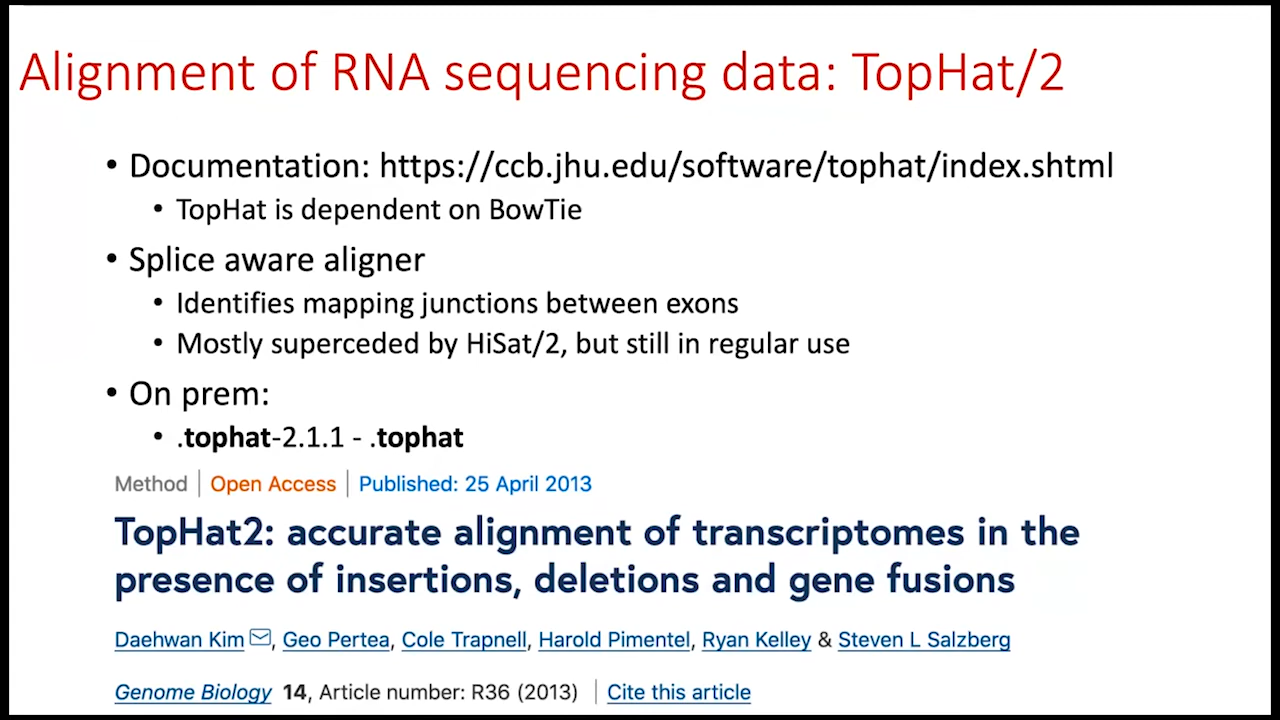 Alignment of RNA sequencing data: TopHat/2
• Documentation: https://ccb.jhu.edu/software/tophat/index.shtml
• TopHat is dependent on BowTie
• Splice aware aligner
• Identifies mapping junctions between exons
• Mostly superceded by HiSat/2, but still in regular use
• On prem:
• .tophat-2.1.1 - .tophat
Method | Open Access | Published: 25 April 2013
TopHat2: accurate alignment of transcriptomes in the
presence of insertions, deletions and gene fusions
Daehwan Kim, Geo Pertea, Cole Trapnell, Harold Pimentel, Ryan Kelley & Steven L Salzberg
Genome Biology 14, Article number: R36 (2013) | Cite this article